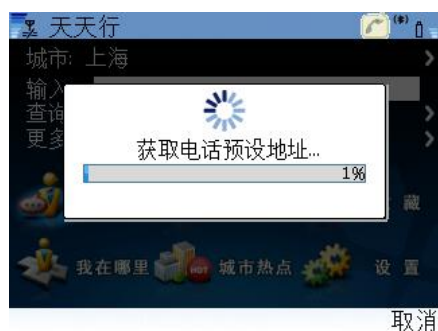 天天行
城市: 上海
输入
查询
更多
获取电话预设地址...
1%
藏
我在哪里
HOT
城市热点
设置
取消